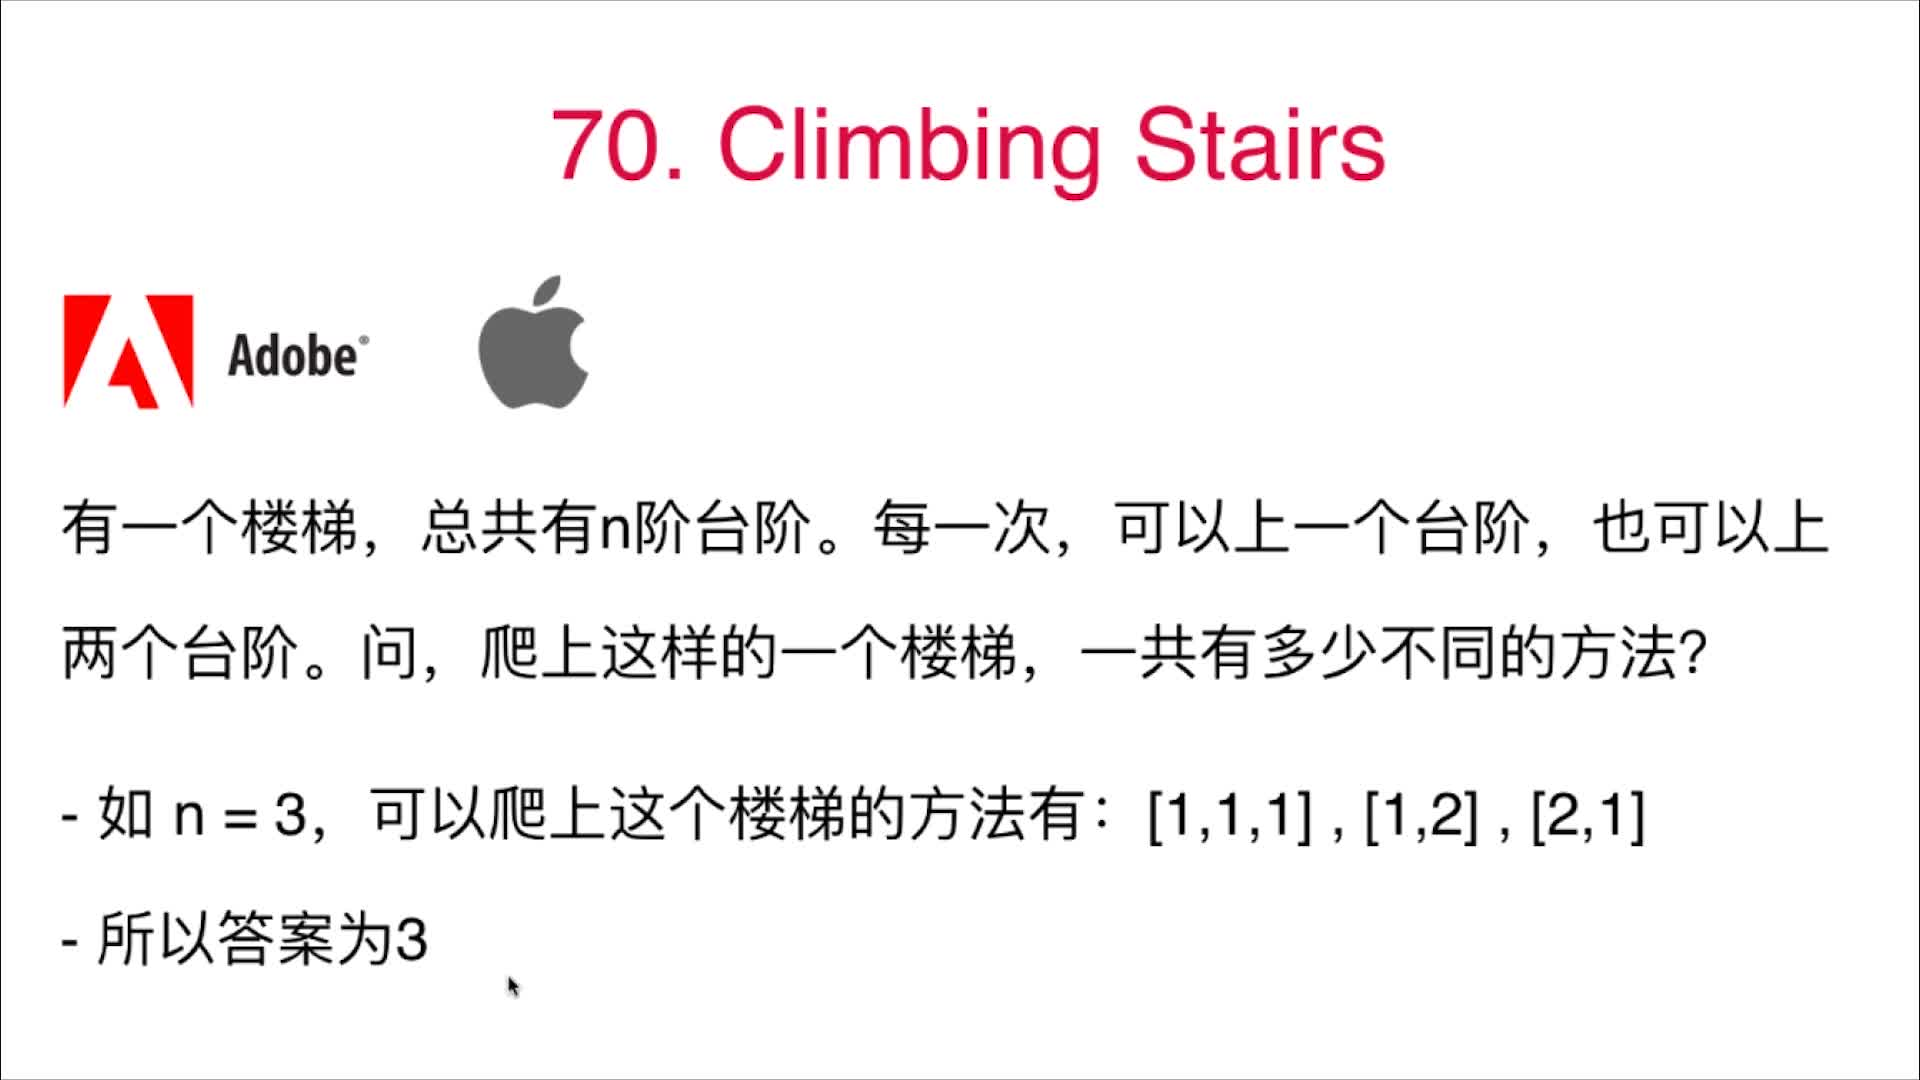 70. Climbing Stairs
Adobe®
有一个楼梯，总共有n阶台阶。每一次，可以上一个台阶，也可以上
两个台阶。问，爬上这样的一个楼梯，一共有多少不同的方法？
- 如 n = 3，可以爬上这个楼梯的方法有：[1,1,1] , [1,2] , [2,1]
- 所以答案为3